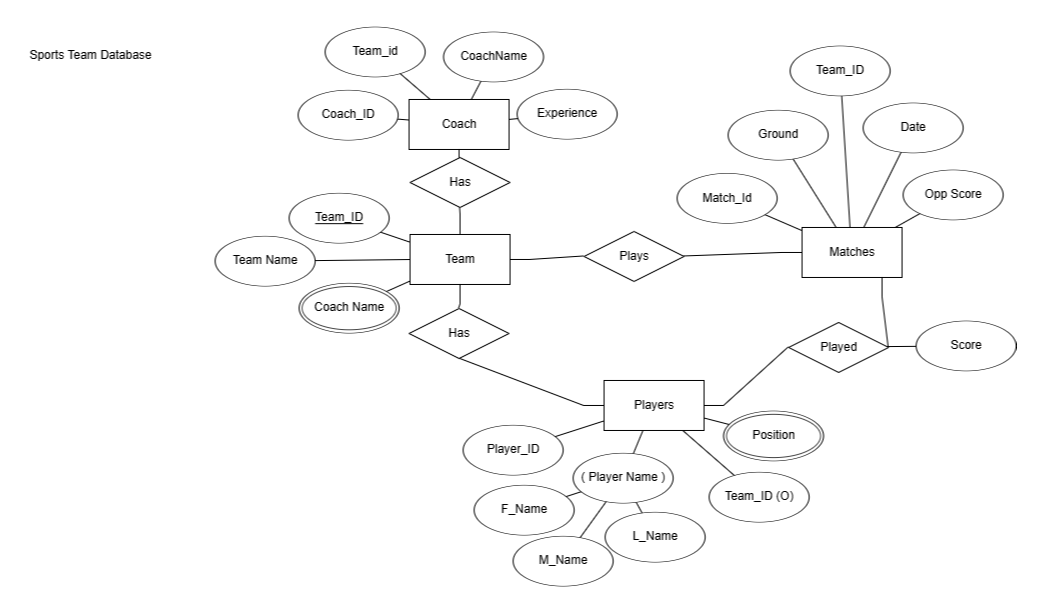 Sports Team Database
Team_id
CoachName
Coach_ID
Experience
Coach
Has
Team_ID
Team Name
Coach Name
Team
Plays
Has
Team_ID
Ground
Date
Match_Id
Opp Score
Matches
Played
Score
Players
Player_ID
( Player Name )
Position
Team_ID (O)
F_Name
M_Name
L_Name